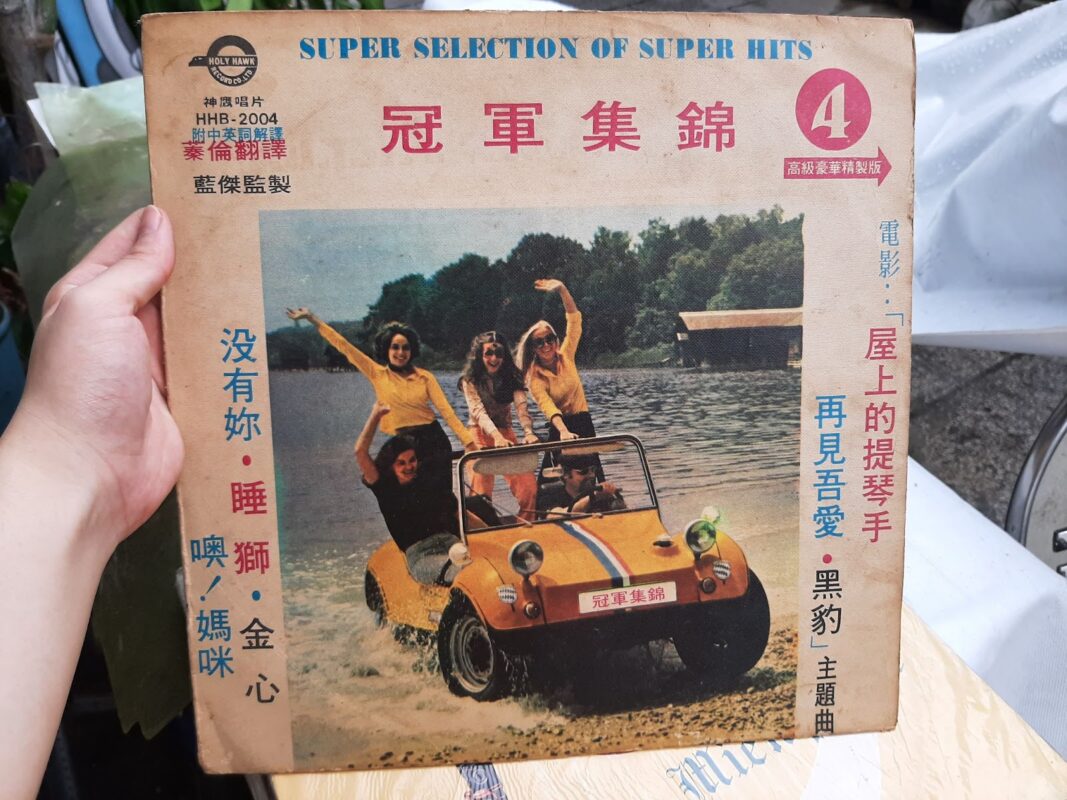 SUPER SELECTION OF SUPER HITS
HOLY HAWK
RECORD CO., LTD.
神鷹唱片
HHB-2004
附中英詞解譯
蓁倫翻譯
藍傑監製
冠軍集錦
4
高級豪華精製版
電影:「屋上的提琴手
再見吾愛·黑豹」主題曲
没有妳·睡獅·金心
噢!媽咪
冠軍集錦